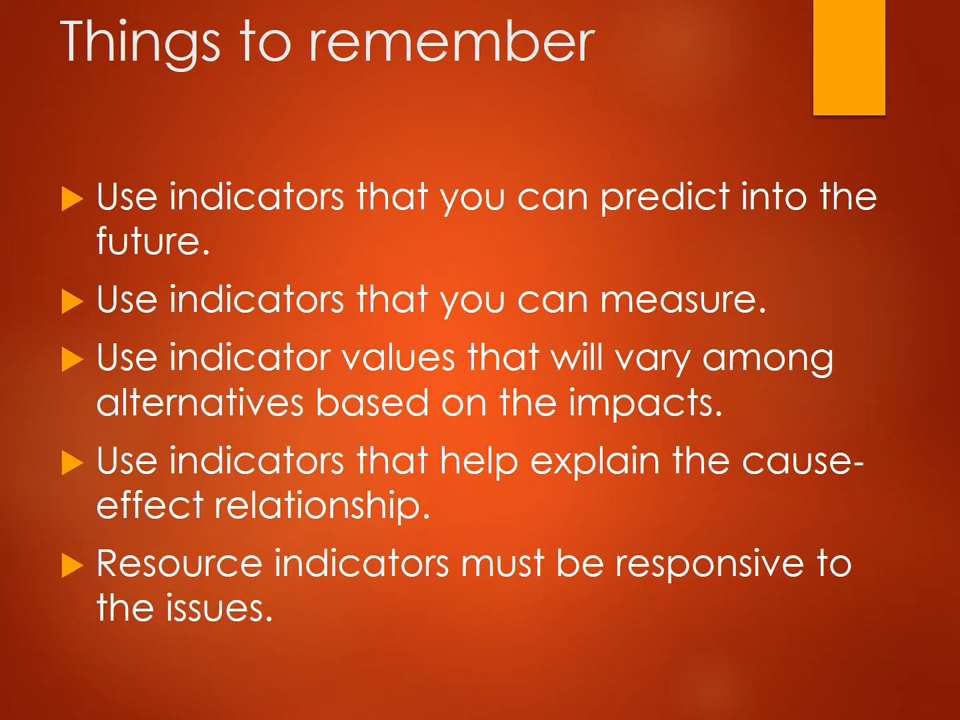 Things to remember
Use indicators that you can predict into the
future.
Use indicators that you can measure.
Use indicator values that will vary among
alternatives based on the impacts.
Use indicators that help explain the cause-
effect relationship.
Resource indicators must be responsive to
the issues.